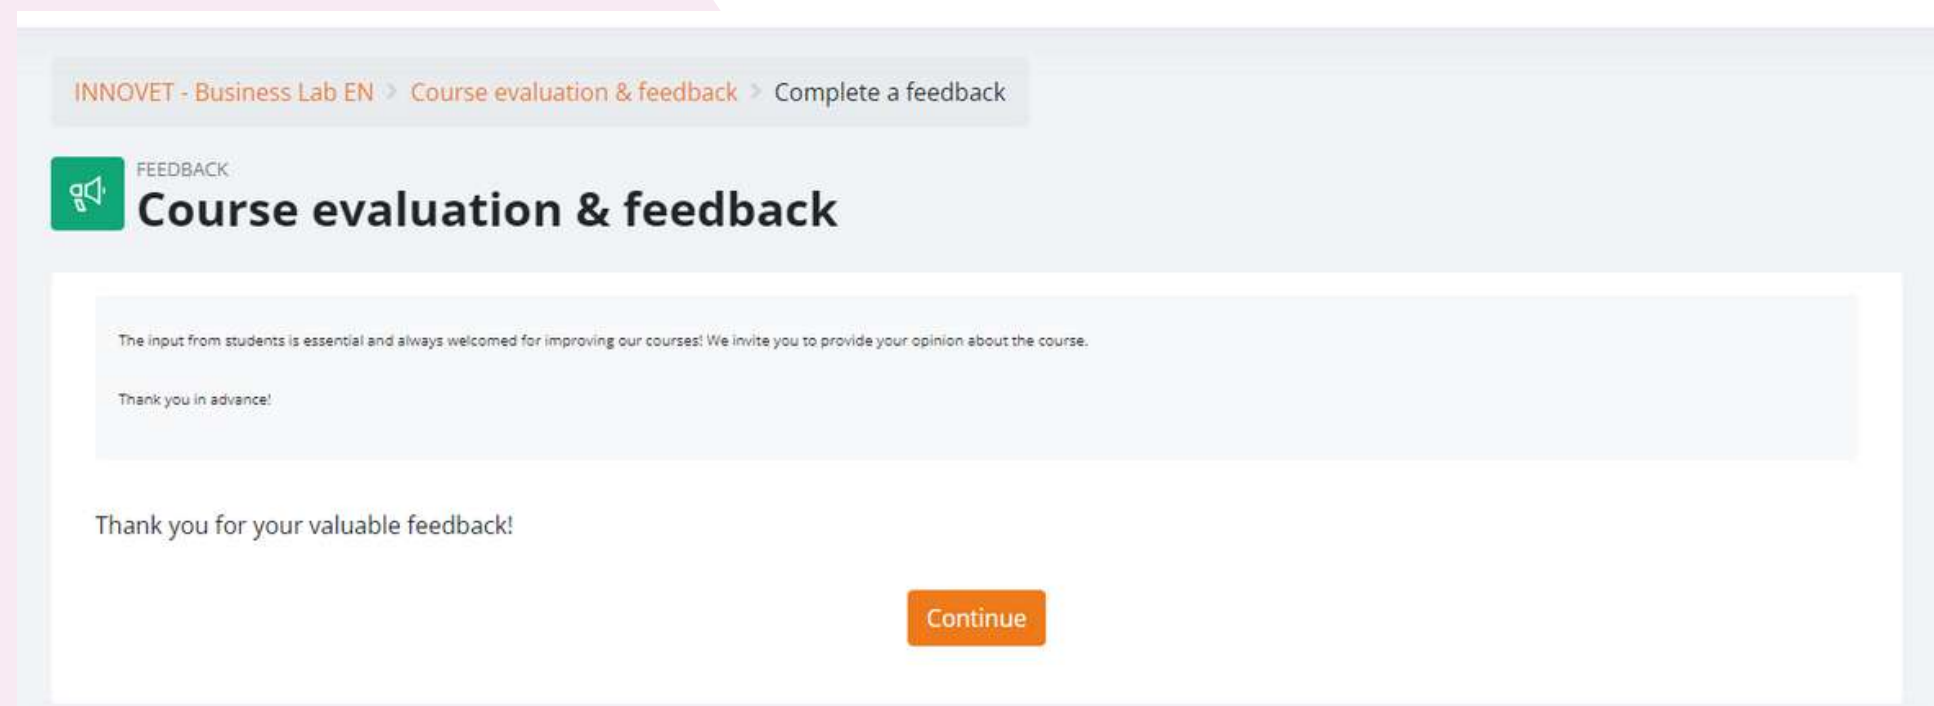 INNOVET - Business Lab EN > Course evaluation & feedback > Complete a feedback
FEEDBACK
Course evaluation & feedback
The input from students is essential and always welcomed for improving our courses! We invite you to provide your opinion about the course.
Thank you in advance!
Thank you for your valuable feedback!
Continue